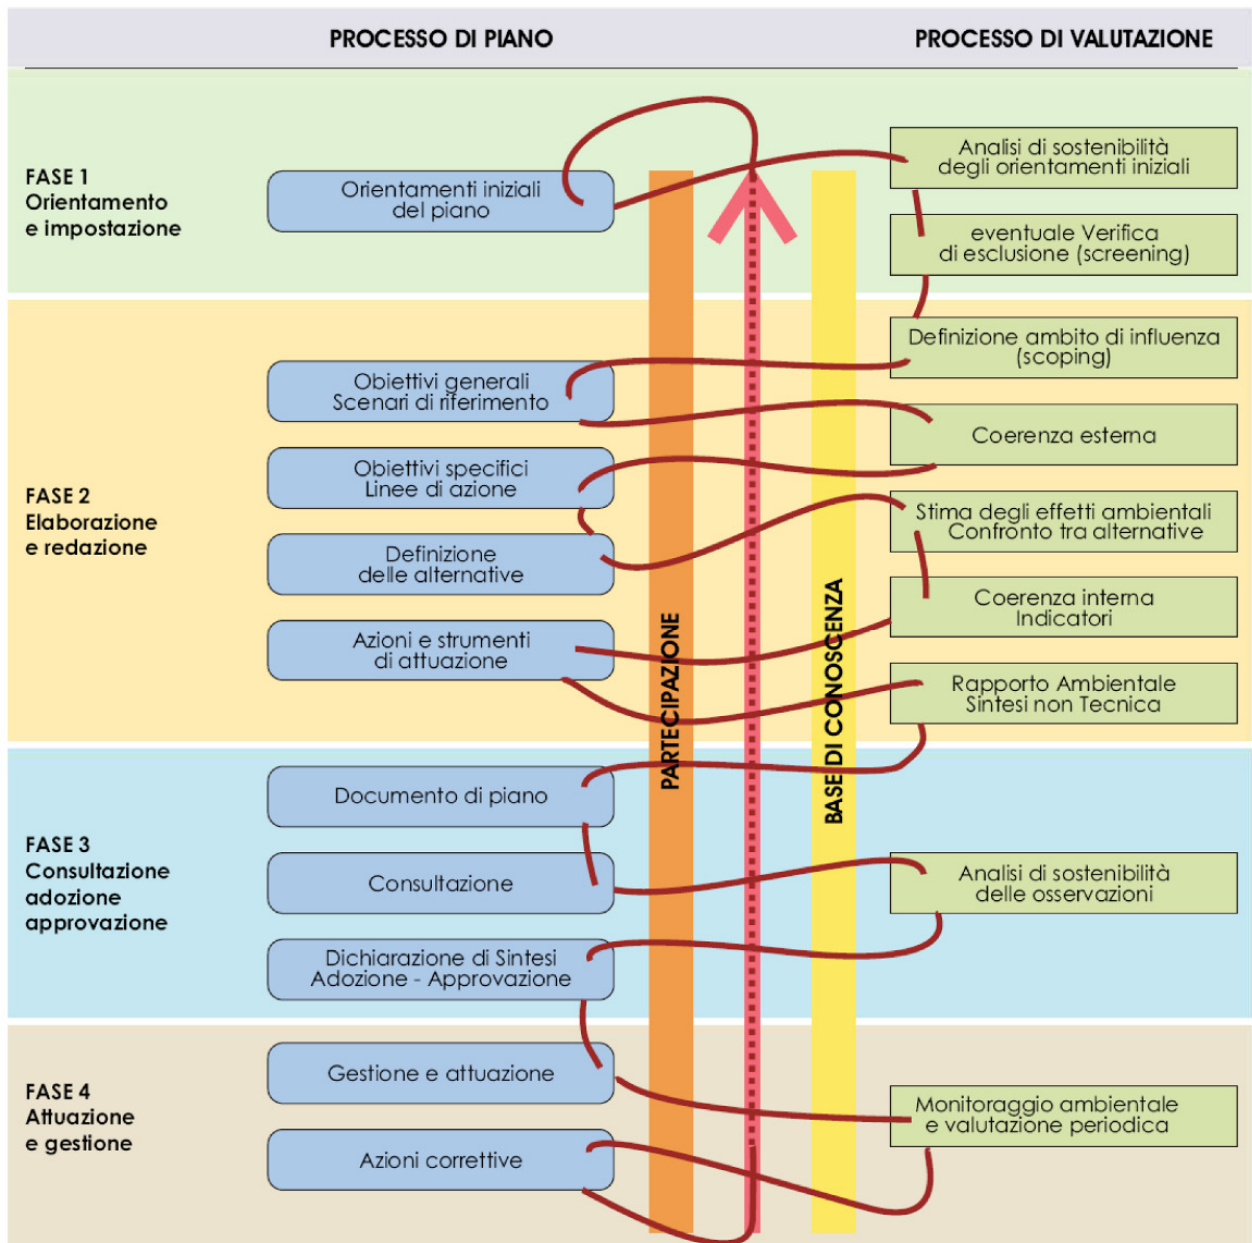 PROCESSO DI PIANO
PROCESSO DI VALUTAZIONE
FASE 1
Orientamento
e impostazione
Orientamenti iniziali
del piano
Analisi di sostenibilità
degli orientamenti iniziali
eventuale Verifica
di esclusione (screening)
FASE 2
Elaborazione
e redazione
Obiettivi generali
Scenari di riferimento
Obiettivi specifici
Linee di azione
Definizione
delle alternative
Azioni e strumenti
di attuazione
PARTECIPAZIONE
BASE DI CONOSCENZA
Definizione ambito di influenza
(scoping)
Coerenza esterna
Stima degli effetti ambientali
Confronto tra alternative
Coerenza interna
Indicatori
Rapporto Ambientale
Sintesi non Tecnica
FASE 3
Consultazione
adozione
approvazione
Documento di piano
Consultazione
Dichiarazione di Sintesi
Adozione - Approvazione
Analisi di sostenibilità
delle osservazioni
FASE 4
Attuazione
e gestione
Gestione e attuazione
Azioni correttive
Monitoraggio ambientale
e valutazione periodica